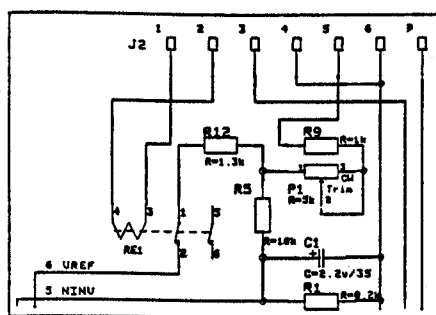 1 2 3 4 5 6 P
J2
R12
R=1.3k
R9
R=1k
1 3
CW
P1
Trim
R=5k
2
R5
R=10k
4 3 1 5
RE1
2 6
C1
+
C=2.2u/35
6 VREF
5 NINV
R1
R=8.2k